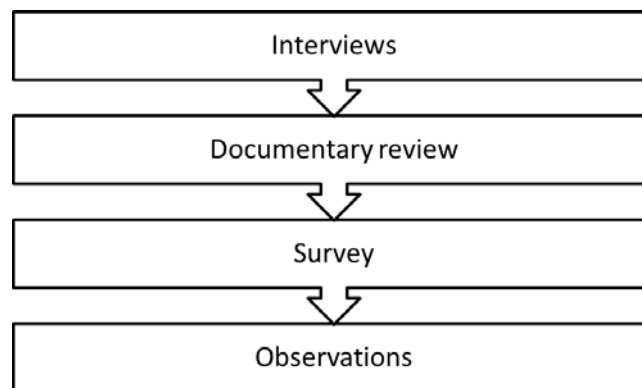 Interviews
Documentary review
Survey
Observations